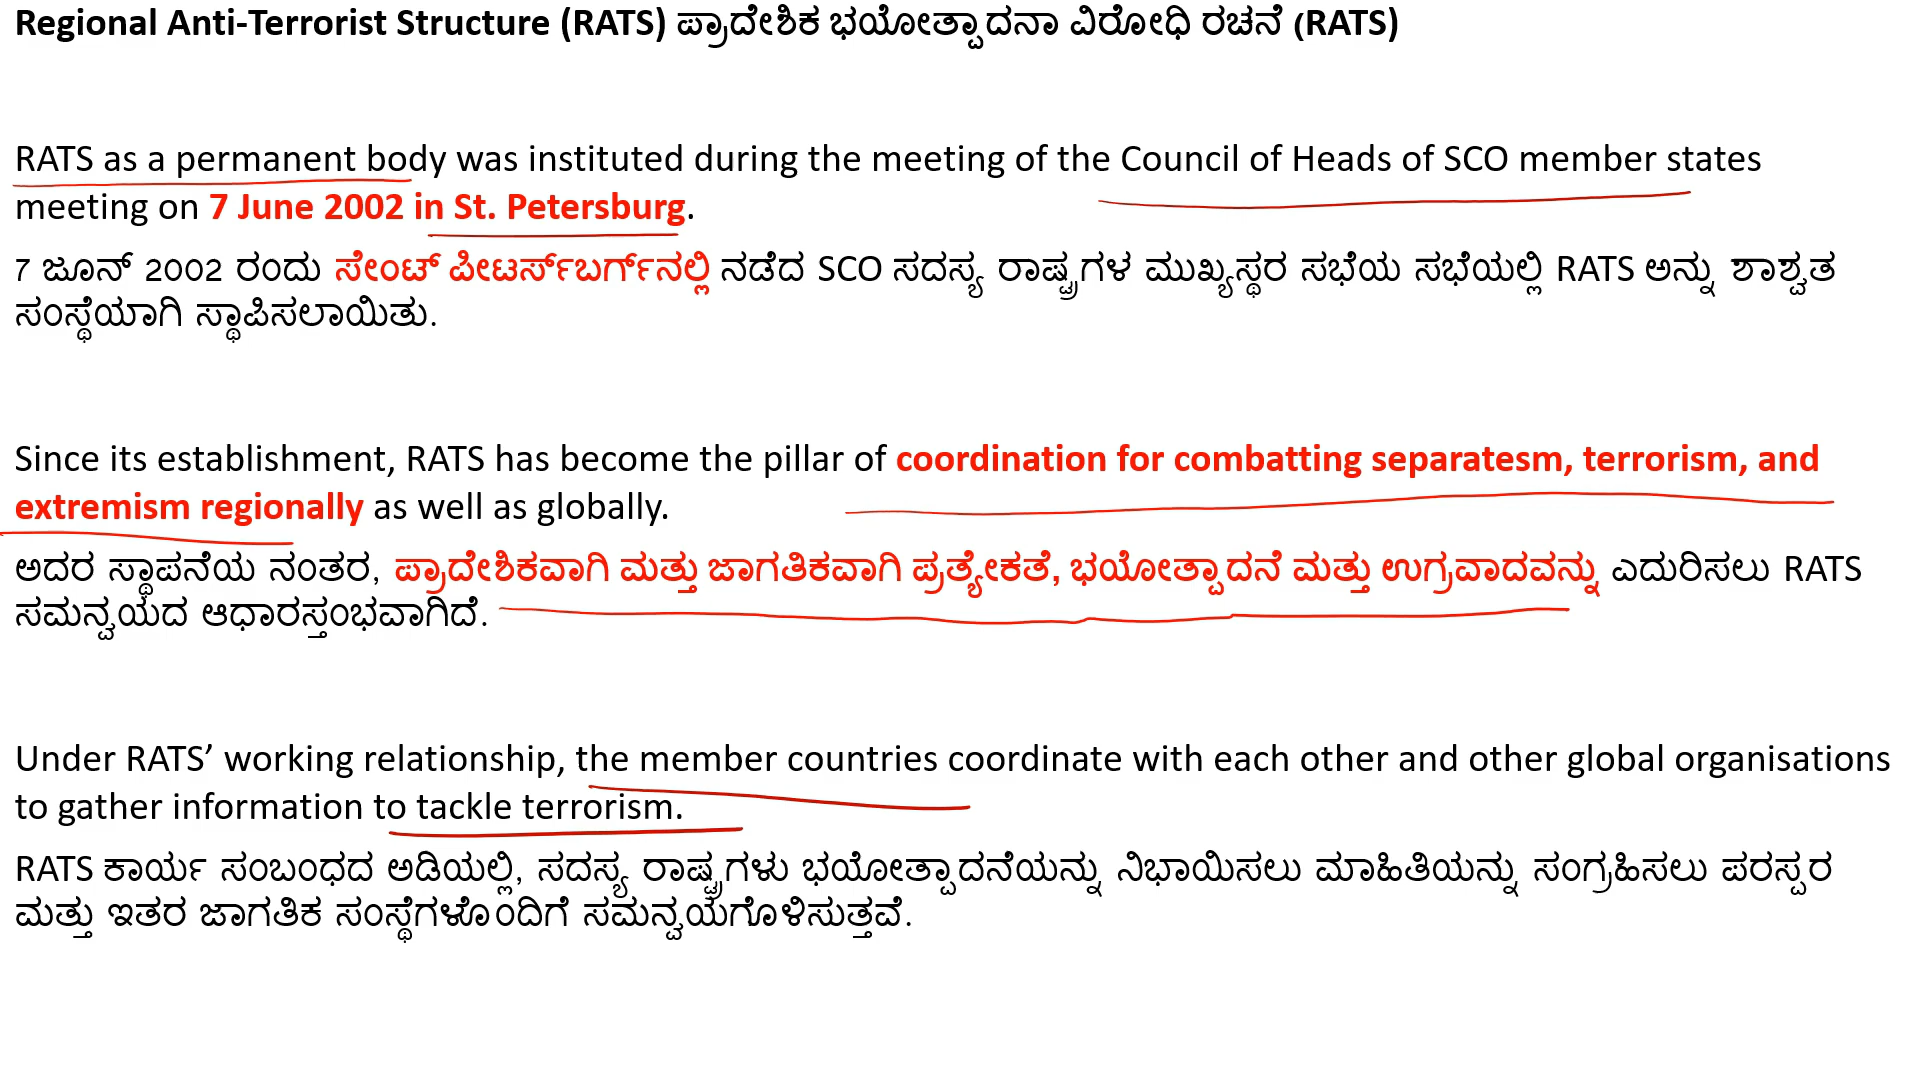 Regional Anti-Terrorist Structure (RATS) ಪ್ರಾದೇಶಿಕ ಭಯೋತ್ಪಾದನಾ ವಿರೋಧಿ ರಚನೆ (RATS)
RATS as a permanent body was instituted during the meeting of the Council of Heads of SCO member states
meeting on 7 June 2002 in St. Petersburg.
7 ಜೂನ್ 2002 ರಂದು ಸೇಂಟ್ ಪೀಟರ್ಸ್‌ಬರ್ಗ್‌ನಲ್ಲಿ ನಡೆದ SCO ಸದಸ್ಯ ರಾಷ್ಟ್ರಗಳ ಮುಖ್ಯಸ್ಥರ ಸಭೆಯ ಸಭೆಯಲ್ಲಿ RATS ಅನ್ನು ಶಾಶ್ವತ
ಸಂಸ್ಥೆಯಾಗಿ ಸ್ಥಾಪಿಸಲಾಯಿತು.
Since its establishment, RATS has become the pillar of coordination for combatting separatesm, terrorism, and
extremism regionally as well as globally.
ಅದರ ಸ್ಥಾಪನೆಯ ನಂತರ, ಪ್ರಾದೇಶಿಕವಾಗಿ ಮತ್ತು ಜಾಗತಿಕವಾಗಿ ಪ್ರತ್ಯೇಕತೆ, ಭಯೋತ್ಪಾದನೆ ಮತ್ತು ಉಗ್ರವಾದವನ್ನು ಎದುರಿಸಲು RATS
ಸಮನ್ವಯದ ಆಧಾರಸ್ತಂಭವಾಗಿದೆ.
Under RATS’ working relationship, the member countries coordinate with each other and other global organisations
to gather information to tackle terrorism.
RATS ಕಾರ್ಯ ಸಂಬಂಧದ ಅಡಿಯಲ್ಲಿ, ಸದಸ್ಯ ರಾಷ್ಟ್ರಗಳು ಭಯೋತ್ಪಾದನೆಯನ್ನು ನಿಭಾಯಿಸಲು ಮಾಹಿತಿಯನ್ನು ಸಂಗ್ರಹಿಸಲು ಪರಸ್ಪರ
ಮತ್ತು ಇತರ ಜಾಗತಿಕ ಸಂಸ್ಥೆಗಳೊಂದಿಗೆ ಸಮನ್ವಯಗೊಳಿಸುತ್ತವೆ.